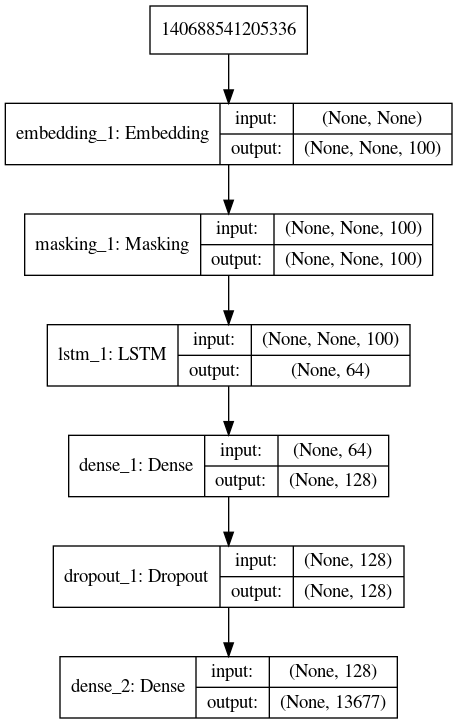 140688541205336
embedding_1: Embedding
input: (None, None)
output: (None, None, 100)
masking_1: Masking
input: (None, None, 100)
output: (None, None, 100)
lstm_1: LSTM
input: (None, None, 100)
output: (None, 64)
dense_1: Dense
input: (None, 64)
output: (None, 128)
dropout_1: Dropout
input: (None, 128)
output: (None, 128)
dense_2: Dense
input: (None, 128)
output: (None, 13677)